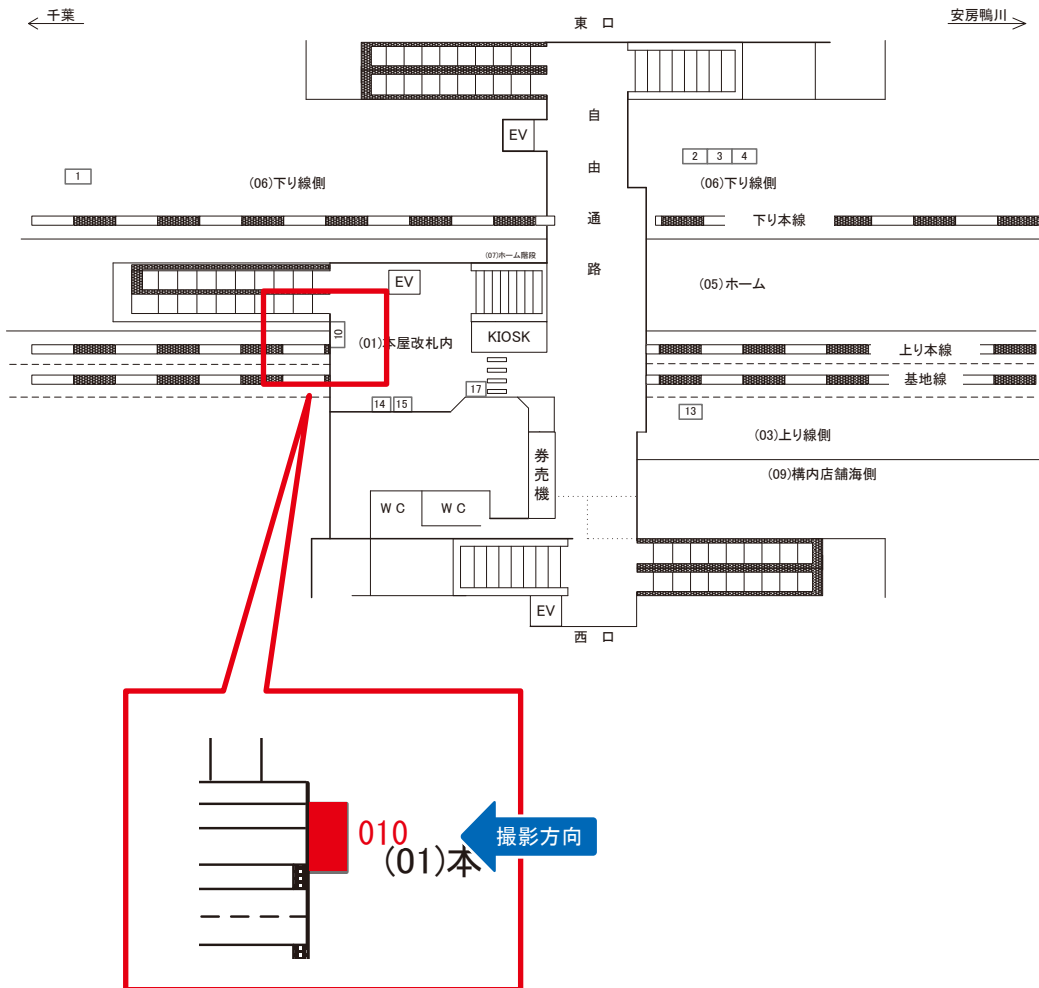 千葉
安房鴨川
東口
自由通路
EV
1
2 3 4
(06)下り線側
(06)下り線側
下り本線
(07)ホーム階段
EV
(05)ホーム
10
(01)本屋改札内
KIOSK
上り本線
基地線
17
14 15
13
(03)上り線側
券売機
(09)構内店舗海側
WC
WC
EV
西口
010
(01)本
撮影方向